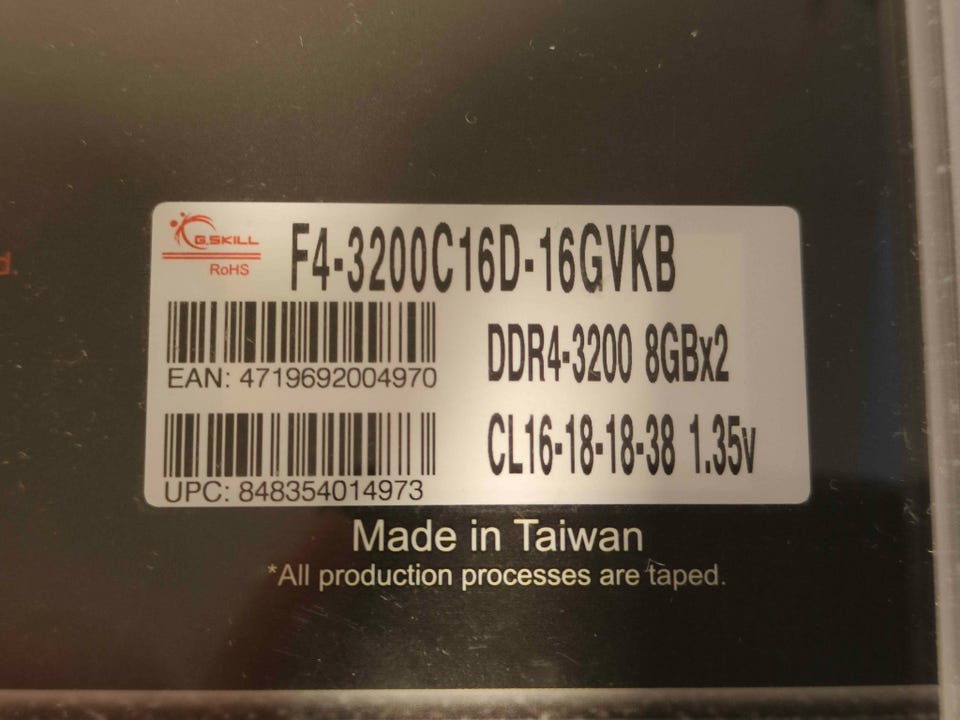 G.SKILL
RoHS
F4-3200C16D-16GVKB
EAN: 4719692004970
DDR4-3200 8GBx2
UPC: 848354014973
CL16-18-18-38 1.35v
Made in Taiwan
*All production processes are taped.